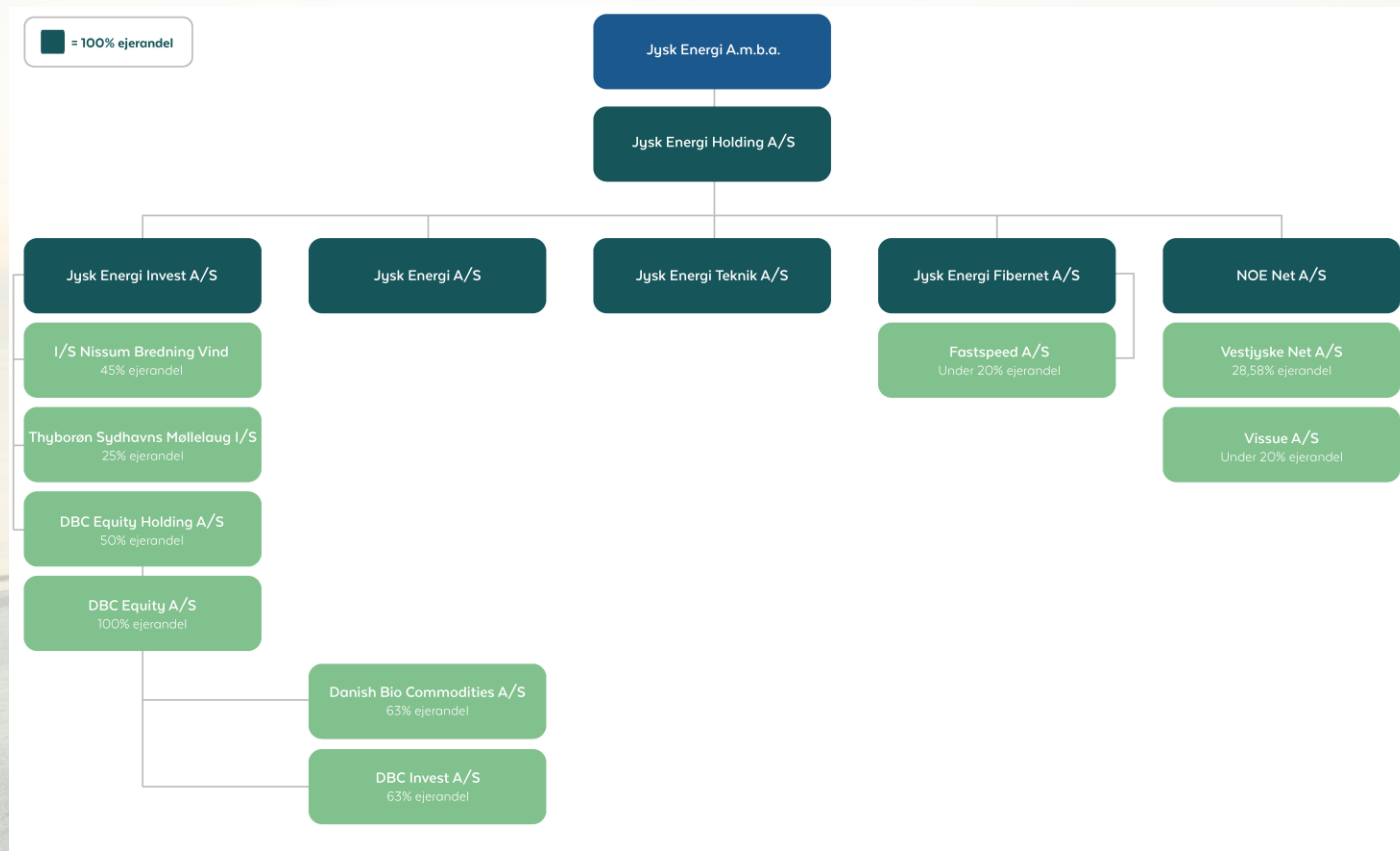 = 100% ejerandel
Jysk Energi A.m.b.a.
Jysk Energi Holding A/S
Jysk Energi Invest A/S
Jysk Energi A/S
Jysk Energi Teknik A/S
Jysk Energi Fibernet A/S
NOE Net A/S
I/S Nissum Bredning Vind
45% ejerandel
Fastspeed A/S
Under 20% ejerandel
Vestjyske Net A/S
28,58% ejerandel
Thyborøn Sydhavns Møllelaug I/S
25% ejerandel
Vissue A/S
Under 20% ejerandel
DBC Equity Holding A/S
50% ejerandel
DBC Equity A/S
100% ejerandel
Danish Bio Commodities A/S
63% ejerandel
DBC Invest A/S
63% ejerandel